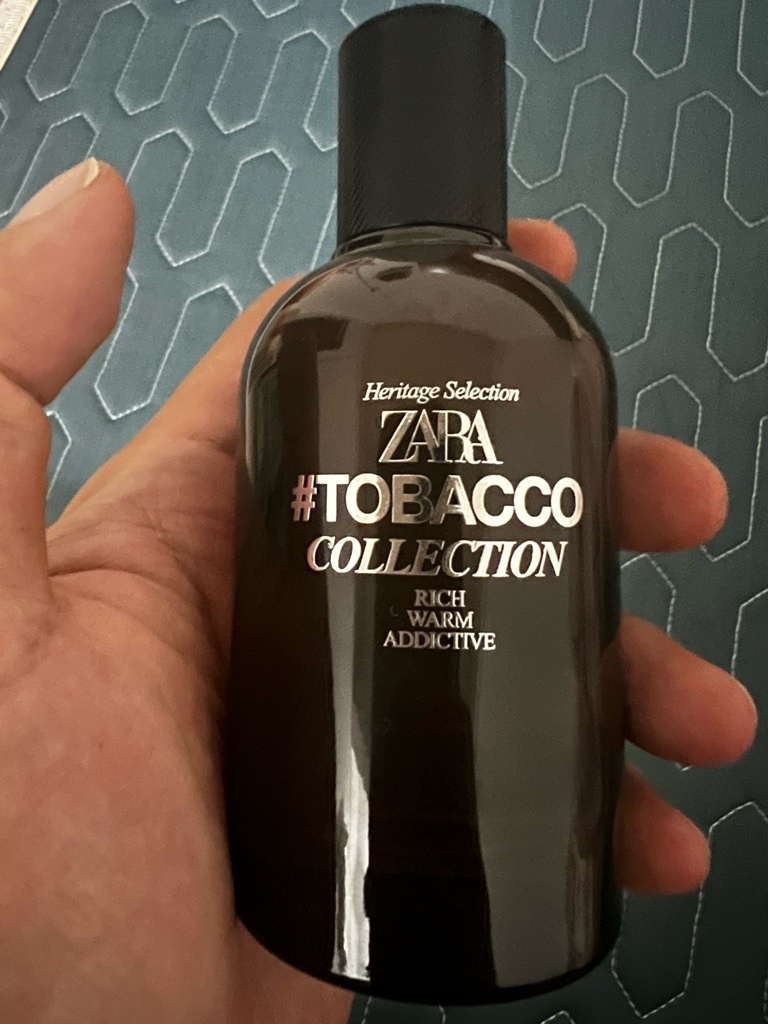 Heritage Selection
ZARA
#TOBACCO
COLLECTION
RICH
WARM
ADDICTIVE